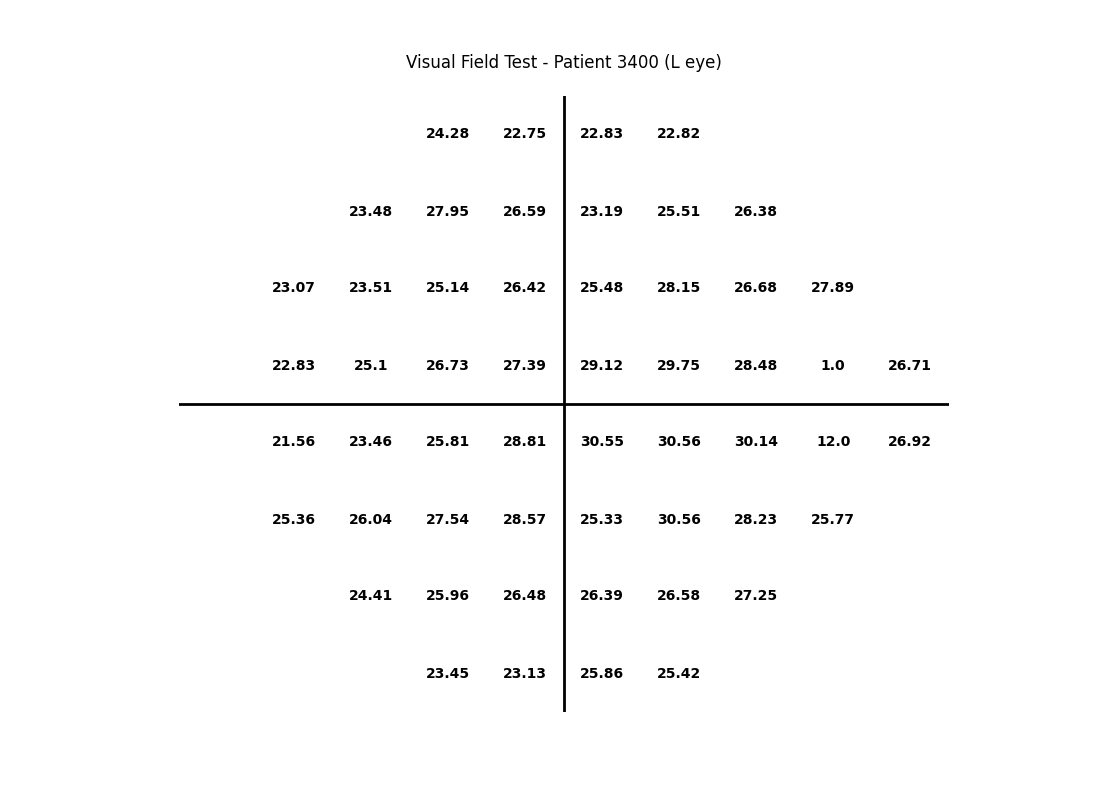 Visual Field Test - Patient 3400 (L eye)
24.28 22.75 22.83 22.82
23.48 27.95 26.59 23.19 25.51 26.38
23.07 23.51 25.14 26.42 25.48 28.15 26.68 27.89
22.83 25.1 26.73 27.39 29.12 29.75 28.48 1.0 26.71
21.56 23.46 25.81 28.81 30.55 30.56 30.14 12.0 26.92
25.36 26.04 27.54 28.57 25.33 30.56 28.23 25.77
24.41 25.96 26.48 26.39 26.58 27.25
23.45 23.13 25.86 25.42